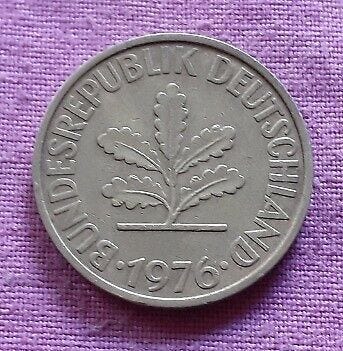 BUNDESREPUBLIK DEUTSCHLAND
· 1976 ·